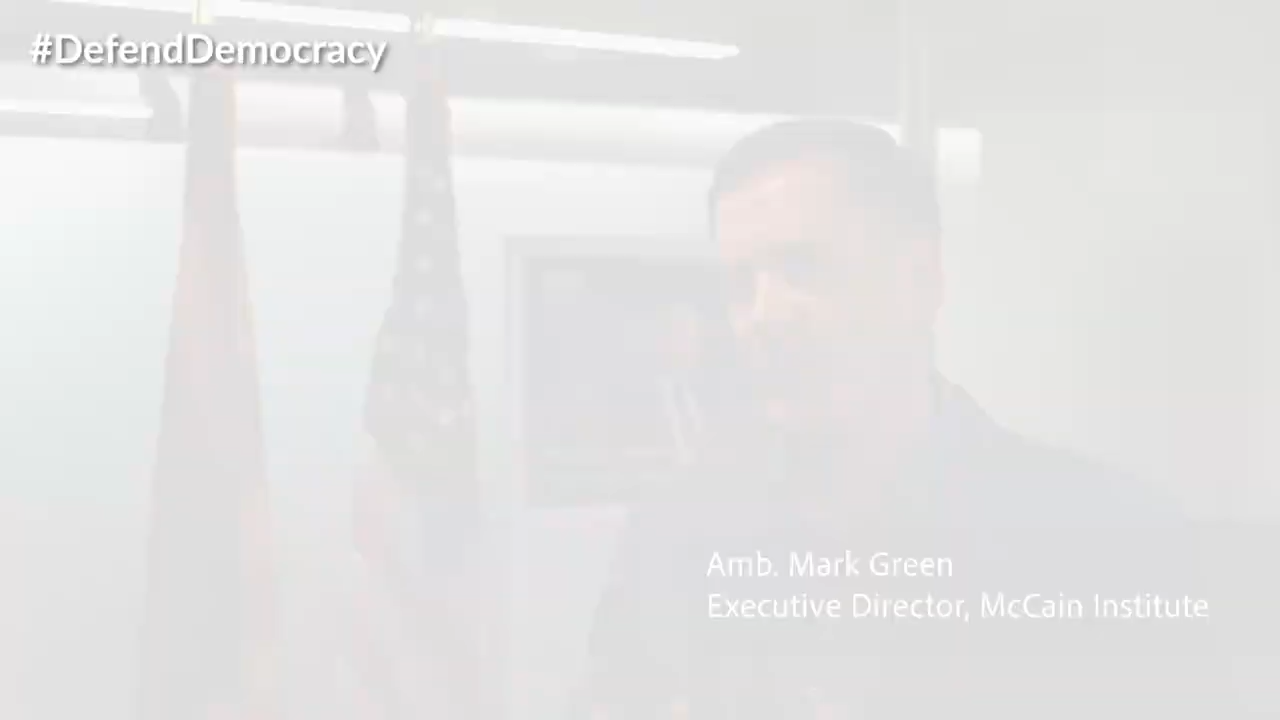 #DefendDemocracy
Amb. Mark Green
Executive Director, McCain Institute